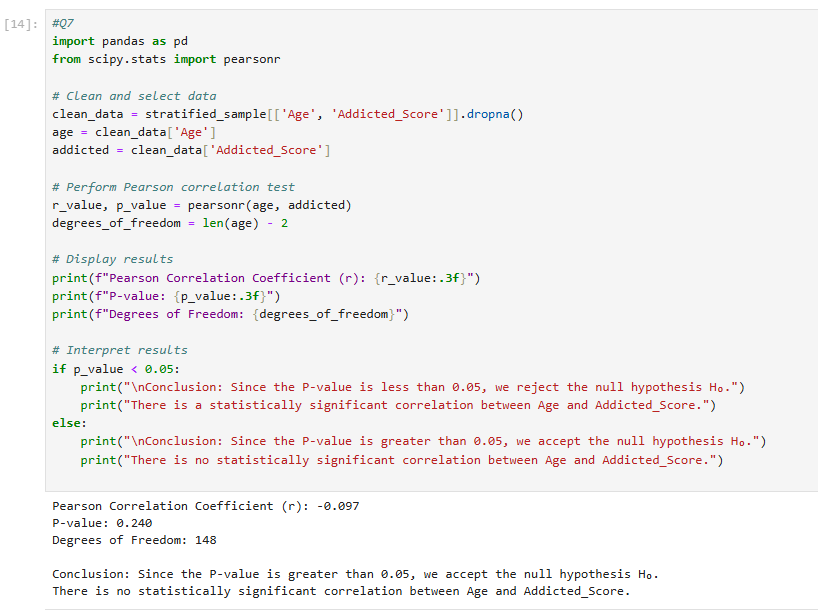 [14]: #Q7
import pandas as pd
from scipy.stats import pearsonr

# Clean and select data
clean_data = stratified_sample[['Age', 'Addicted_Score']].dropna()
age = clean_data['Age']
addicted = clean_data['Addicted_Score']

# Perform Pearson correlation test
r_value, p_value = pearsonr(age, addicted)
degrees_of_freedom = len(age) - 2

# Display results
print(f"Pearson Correlation Coefficient (r): {r_value:.3f}")
print(f"P-value: {p_value:.3f}")
print(f"Degrees of Freedom: {degrees_of_freedom}")

# Interpret results
if p_value < 0.05:
    print("\nConclusion: Since the P-value is less than 0.05, we reject the null hypothesis H₀.")
    print("There is a statistically significant correlation between Age and Addicted_Score.")
else:
    print("\nConclusion: Since the P-value is greater than 0.05, we accept the null hypothesis H₀.")
    print("There is no statistically significant correlation between Age and Addicted_Score.")

Pearson Correlation Coefficient (r): -0.097
P-value: 0.240
Degrees of Freedom: 148

Conclusion: Since the P-value is greater than 0.05, we accept the null hypothesis H₀.
There is no statistically significant correlation between Age and Addicted_Score.